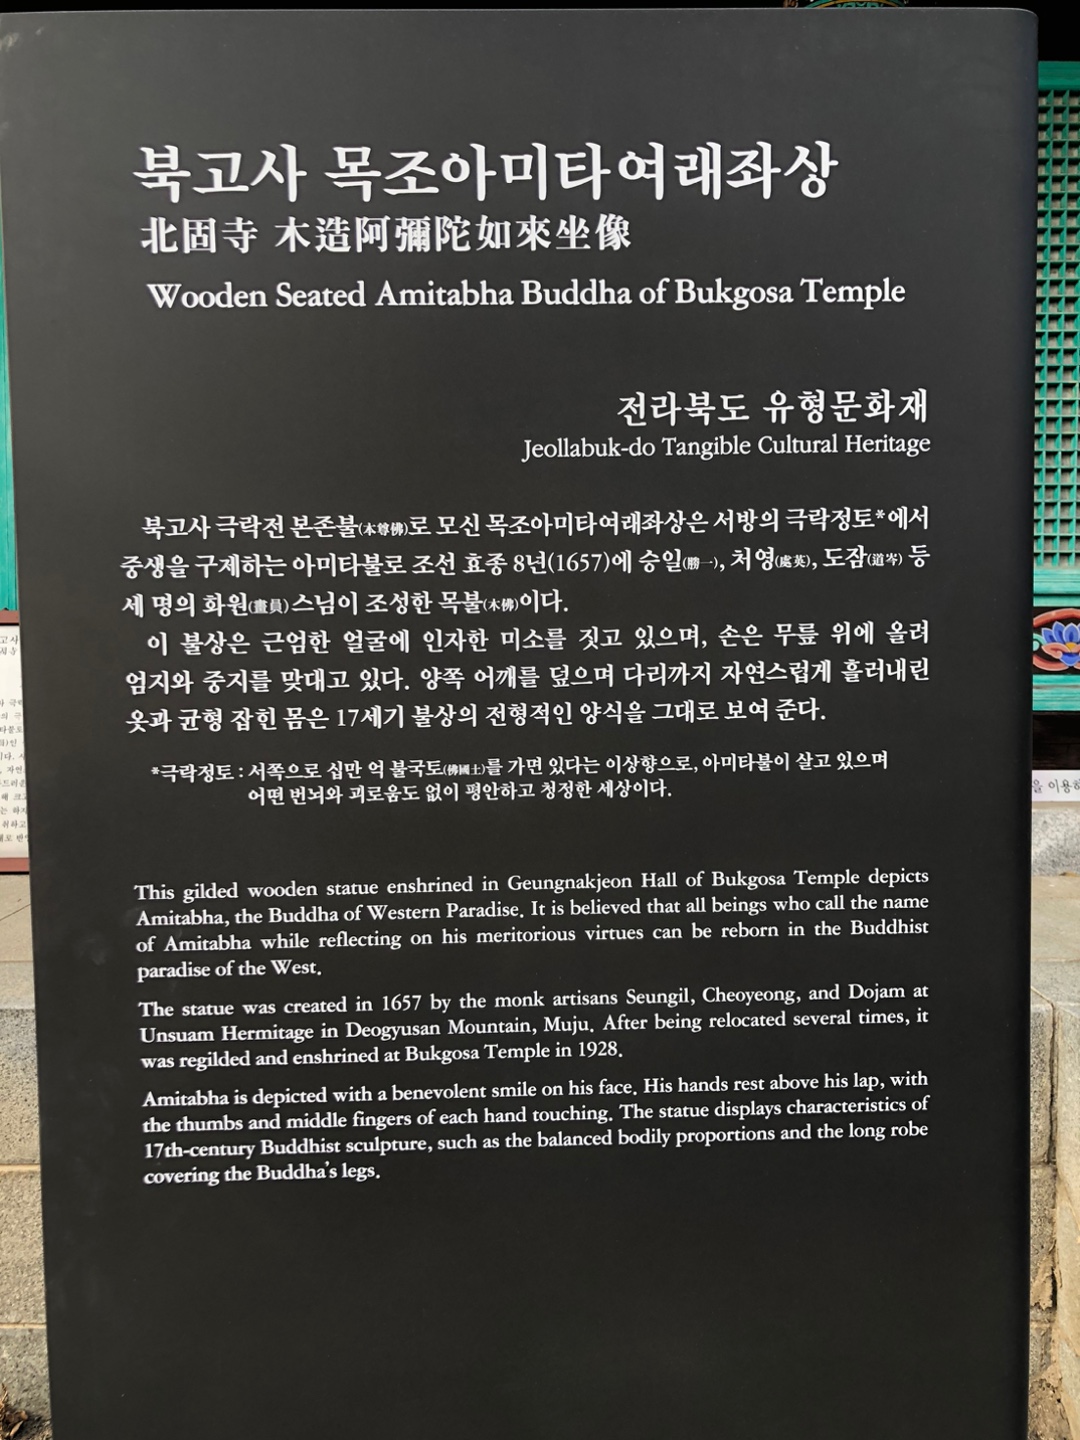 북고사 목조아미타여래좌상
北固寺 木造阿彌陀如來坐像
Wooden Seated Amitabha Buddha of Bukgosa Temple
전라북도 유형문화재
Jeollabuk-do Tangible Cultural Heritage
북고사 극락전 본존불(本尊佛)로 모신 목조아미타여래좌상은 서방의 극락정토*에서
중생을 구제하는 아미타불로 조선 효종 8년(1657)에 승일(勝一), 처영(處英), 도잠(道岑) 등
세 명의 화원(畫員)스님이 조성한 목불(木佛)이다.
이 불상은 근엄한 얼굴에 인자한 미소를 짓고 있으며, 손은 무릎 위에 올려
엄지와 중지를 맞대고 있다. 양쪽 어깨를 덮으며 다리까지 자연스럽게 흘러내린
옷과 균형 잡힌 몸은 17세기 불상의 전형적인 양식을 그대로 보여 준다.
*극락정토 : 서쪽으로 십만 억 불국토(佛國土)를 가면 있다는 이상향으로, 아미타불이 살고 있으며
어떤 번뇌와 괴로움도 없이 평안하고 청정한 세상이다.
This gilded wooden statue enshrined in Geungnakjeon Hall of Bukgosa Temple depicts
Amitabha, the Buddha of Western Paradise. It is believed that all beings who call the name
of Amitabha while reflecting on his meritorious virtues can be reborn in the Buddhist
paradise of the West.
The statue was created in 1657 by the monk artisans Seungil, Cheoyeong, and Dojam at
Unsuam Hermitage in Deogyusan Mountain, Muju. After being relocated several times, it
was regilded and enshrined at Bukgosa Temple in 1928.
Amitabha is depicted with a benevolent smile on his face. His hands rest above his lap, with
the thumbs and middle fingers of each hand touching. The statue displays characteristics of
17th-century Buddhist sculpture, such as the balanced bodily proportions and the long robe
covering the Buddha's legs.